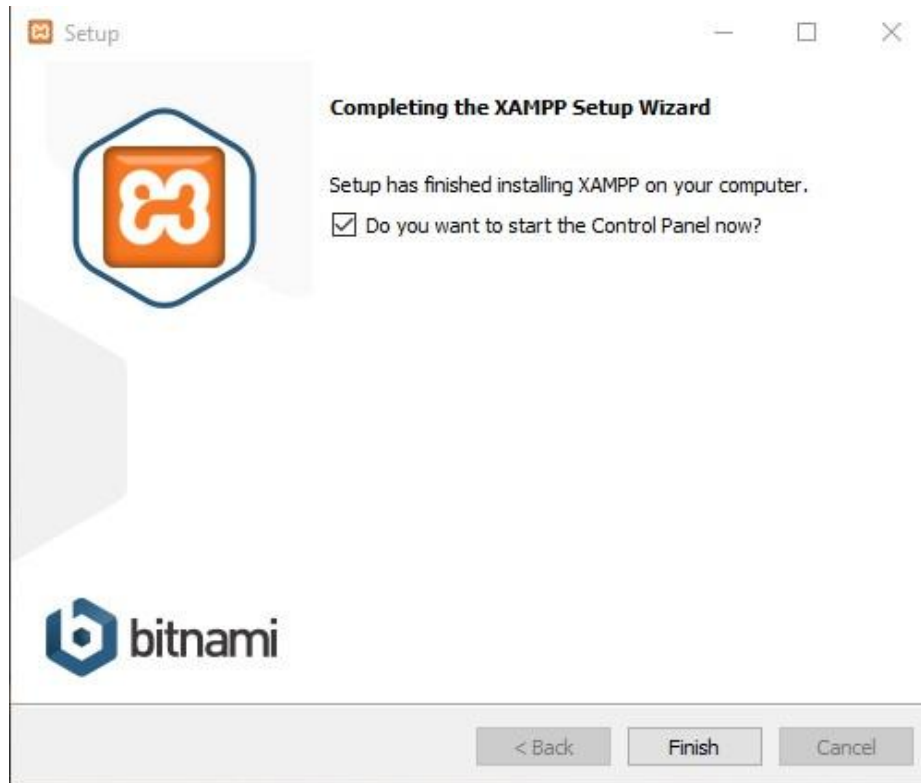 Setup
Completing the XAMPP Setup Wizard
Setup has finished installing XAMPP on your computer.
Do you want to start the Control Panel now?
bitnami
< Back
Finish
Cancel